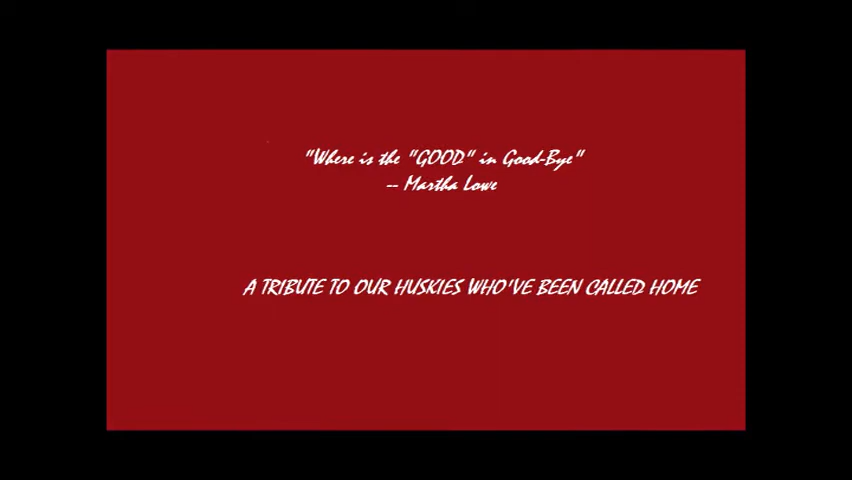 "Where is the "GOOD" in Good-Bye"
-- Martha Lowe
A TRIBUTE TO OUR HUSKIES WHO'VE BEEN CALLED HOME